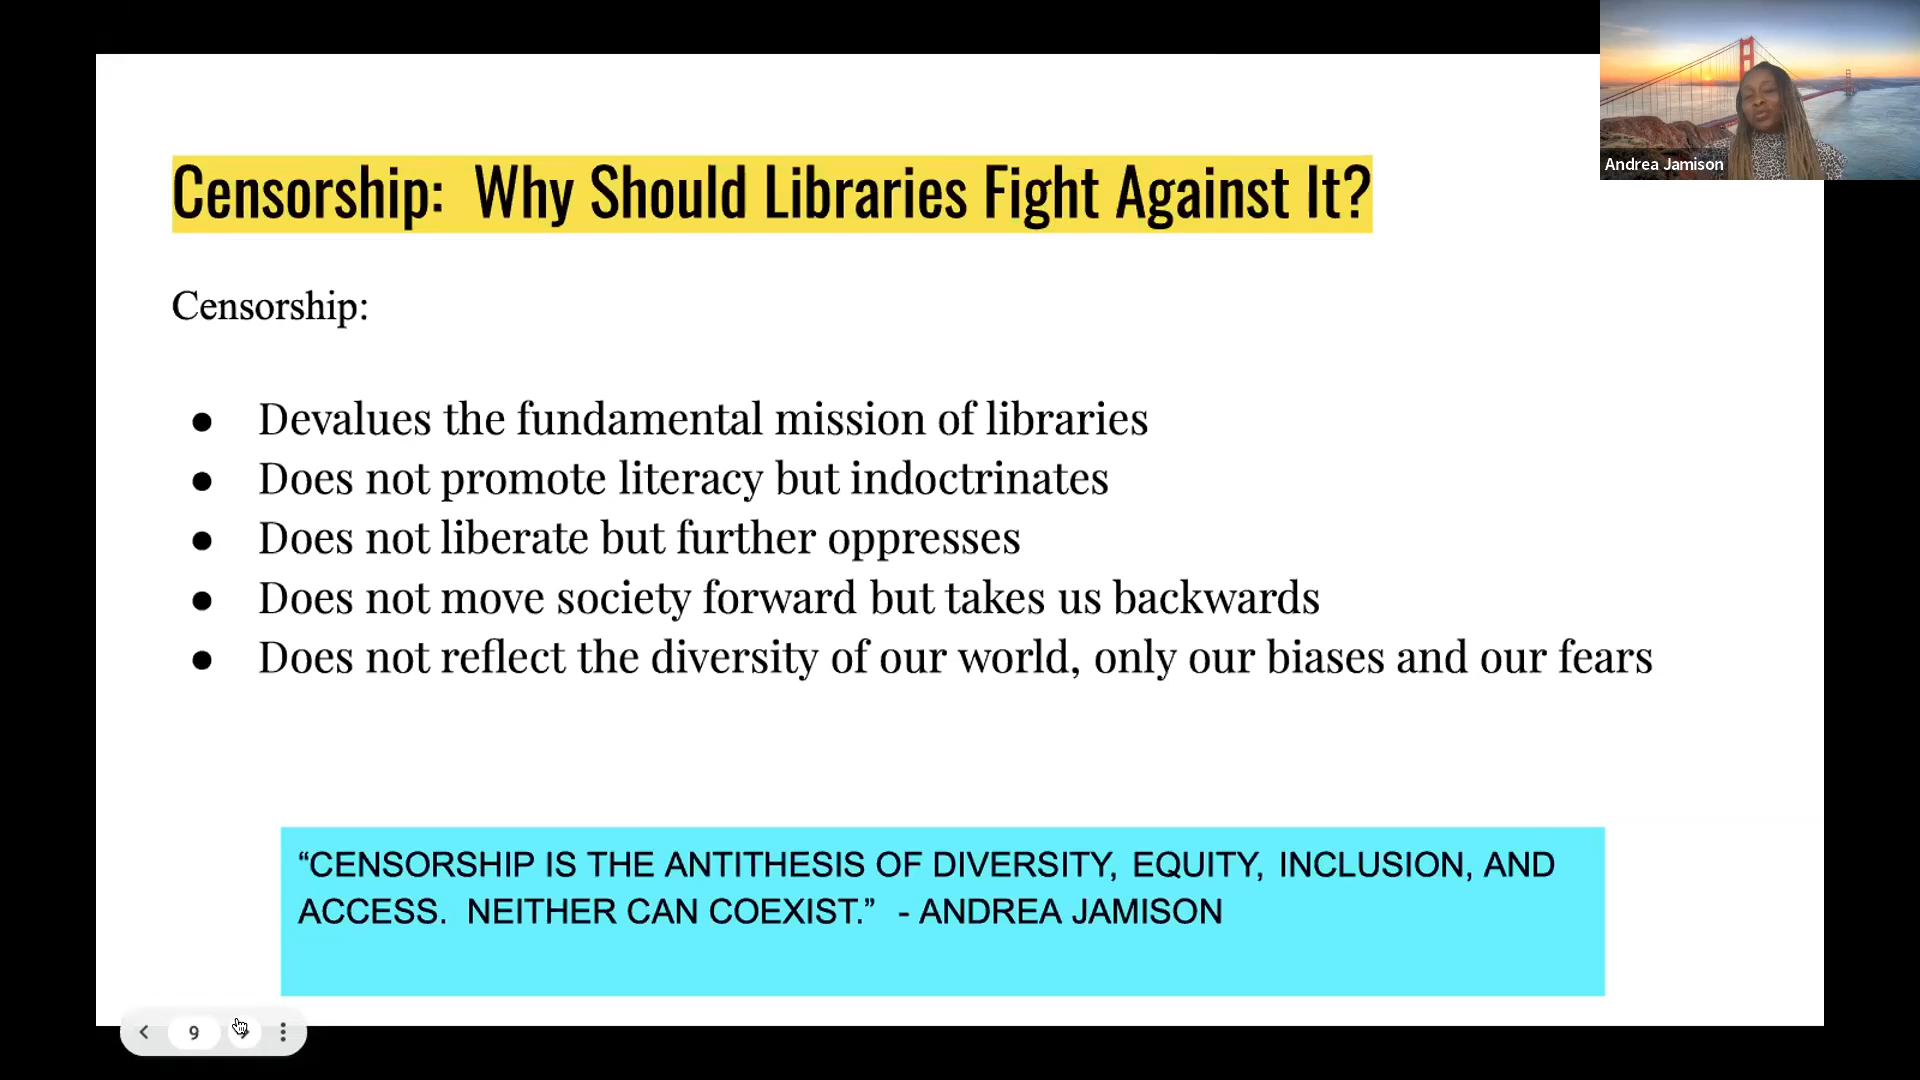 Andrea Jamison
Censorship:  Why Should Libraries Fight Against It?
Censorship:
● Devalues the fundamental mission of libraries
● Does not promote literacy but indoctrinates
● Does not liberate but further oppresses
● Does not move society forward but takes us backwards
● Does not reflect the diversity of our world, only our biases and our fears
“CENSORSHIP IS THE ANTITHESIS OF DIVERSITY, EQUITY, INCLUSION, AND
ACCESS.  NEITHER CAN COEXIST.”  - ANDREA JAMISON
9